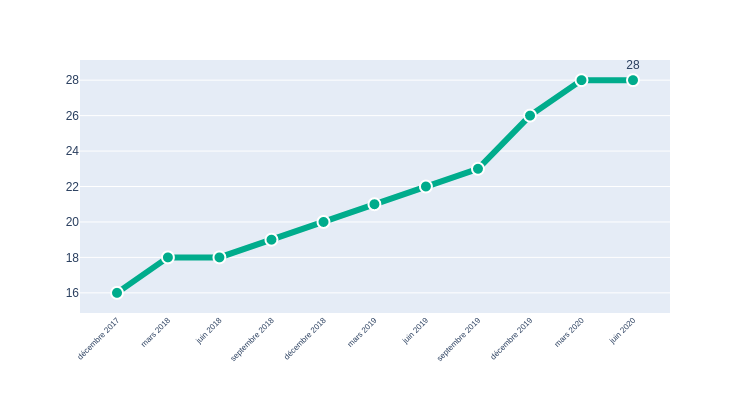 28
28
26
24
22
20
18
16
décembre 2017
mars 2018
juin 2018
septembre 2018
décembre 2018
mars 2019
juin 2019
septembre 2019
décembre 2019
mars 2020
juin 2020